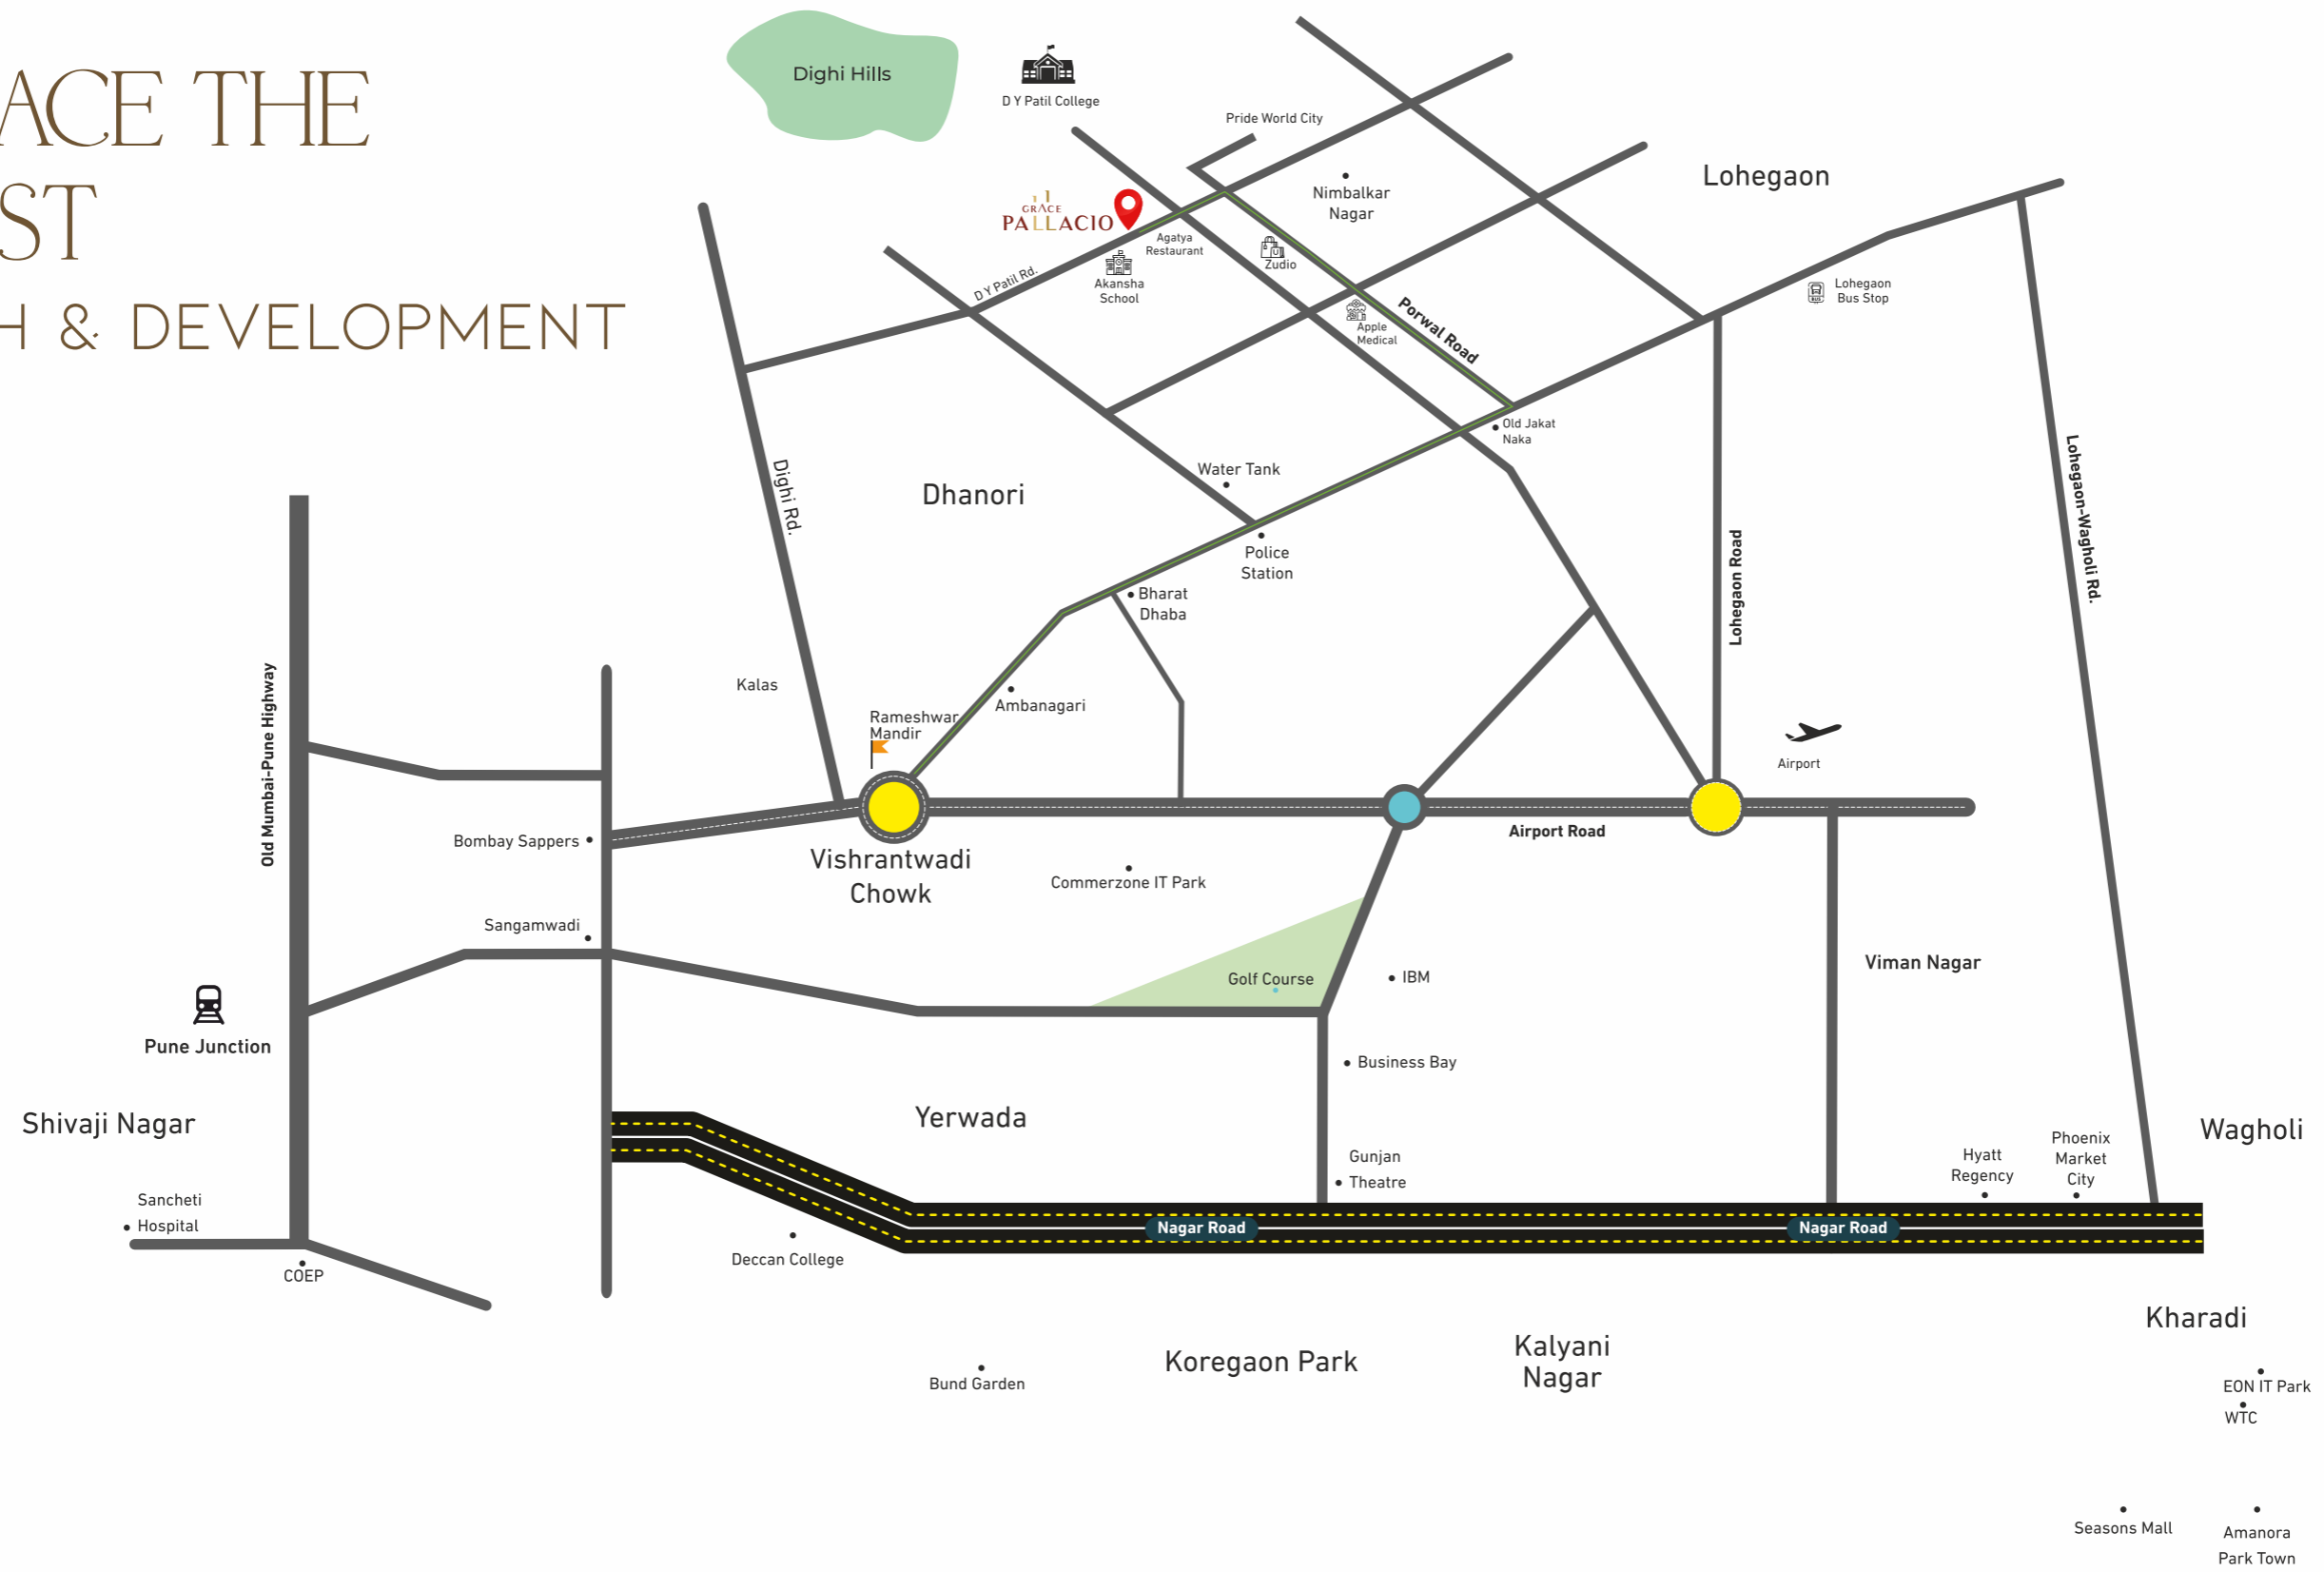 ACE THE
ST
H & DEVELOPMENT
Dighi Hills
D Y Patil College
Pride World City
Nimbalkar
Nagar
Lohegaon
GRACE
PALLACIO
Agatya
Restaurant
Zudio
D Y Patil Rd.
Akansha
School
Lohegaon
Bus Stop
Apple
Medical
Porwal Road
Old Jakat
Naka
Dighi Rd.
Dhanori
Water Tank
Police
Station
Bharat
Dhaba
Lohegaon Road
Lohegaon-Wagholi Rd.
Old Mumbai-Pune Highway
Kalas
Rameshwar
Mandir
Ambanagari
Airport
Bombay Sappers
Vishrantwadi
Chowk
Airport Road
Commerzone IT Park
Sangamwadi
Golf Course
IBM
Viman Nagar
Pune Junction
Business Bay
Shivaji Nagar
Yerwada
Wagholi
Gunjan
Theatre
Hyatt
Regency
Phoenix
Market
City
Sancheti
Hospital
Nagar Road
Nagar Road
Deccan College
COEP
Kharadi
Bund Garden
Koregaon Park
Kalyani
Nagar
EON IT Park
WTC
Seasons Mall
Amanora
Park Town
BUS